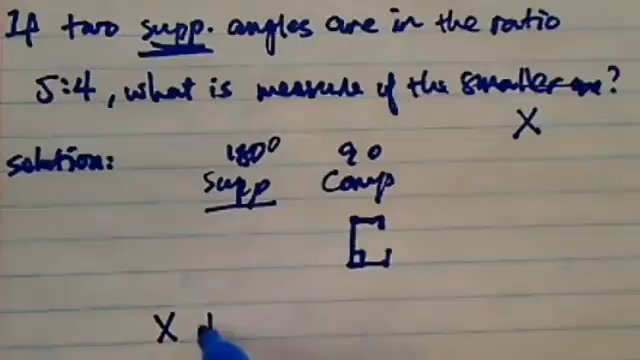 If two supp. angles are in the ratio
5:4, what is measure of the smaller one?
X
solution: 180° 90
Supp Comp
X